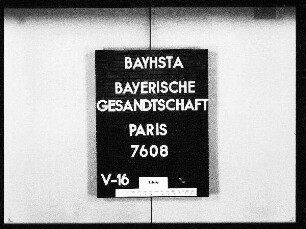 BAYHSTA
BAYERISCHE
GESANDTSCHAFT
PARIS
7608
V-16